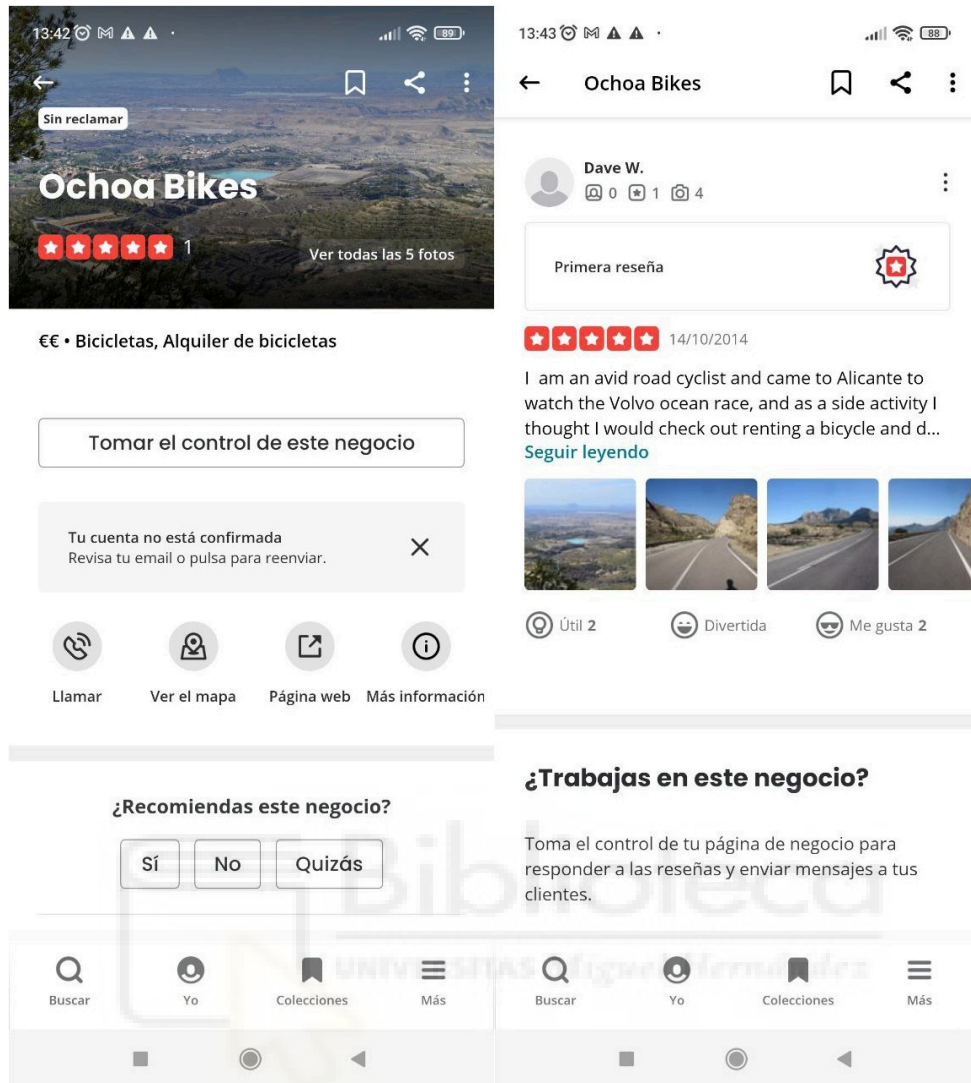 13:42
89
Sin reclamar
Ochoa Bikes
1
Ver todas las 5 fotos
€€ • Bicicletas, Alquiler de bicicletas
Tomar el control de este negocio
Tu cuenta no está confirmada
Revisa tu email o pulsa para reenviar.
Llamar
Ver el mapa
Página web
Más información
¿Recomiendas este negocio?
Sí
No
Quizás
Buscar
Yo
Colecciones
Más
13:43
88
Ochoa Bikes
Dave W.
0 1 4
Primera reseña
14/10/2014
I am an avid road cyclist and came to Alicante to
watch the Volvo ocean race, and as a side activity I
thought I would check out renting a bicycle and d...
Seguir leyendo
Útil 2
Divertida
Me gusta 2
¿Trabajas en este negocio?
Toma el control de tu página de negocio para
responder a las reseñas y enviar mensajes a tus
clientes.
Buscar
Yo
Colecciones
Más
Biblioteca
UNIVERSITAS Miguel Hernández